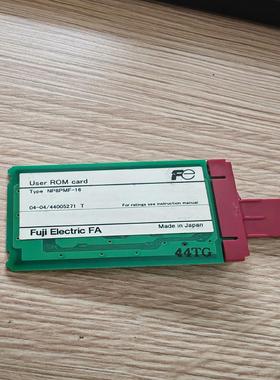 FE
User ROM card
Type NP8PMF-16
04-04/44005271 T
For ratings see instruction manual
Fuji Electric FA
Made in Japan
44TG